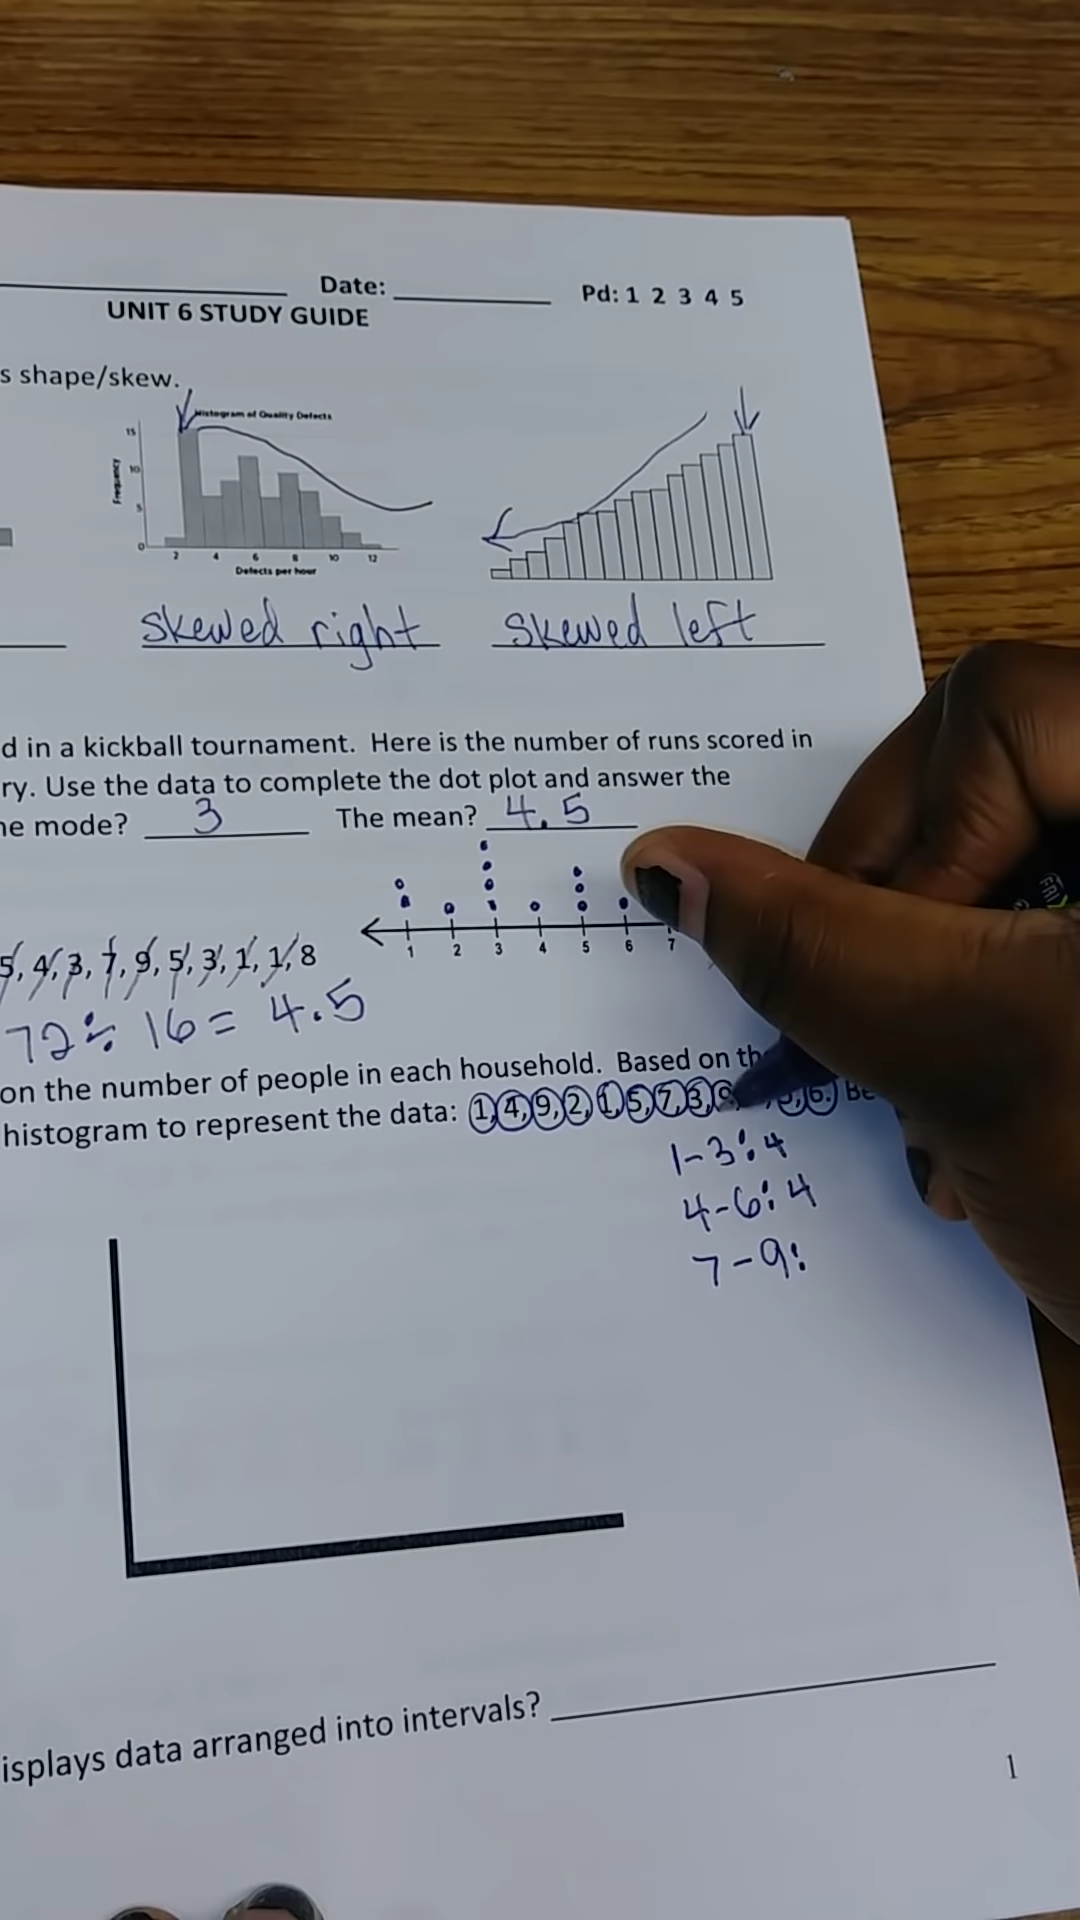 Date:
Pd: 1 2 3 4 5
UNIT 6 STUDY GUIDE
s shape/skew.
Histogram of Quality Defects
15
10
5
0
Frequency
2 4 6 8 10 12
Defects per hour
skewed right
skewed left
d in a kickball tournament. Here is the number of runs scored in
ry. Use the data to complete the dot plot and answer the
he mode? 3 The mean? 4.5
1 2 3 4 5 6 7
5, 4, 3, 7, 9, 5, 3, 1, 1, 8
72 ÷ 16 = 4.5
on the number of people in each household. Based on
histogram to represent the data: 1, 4, 9, 2, 1, 5, 7, 3, 6.
1-3: 4
4-6: 4
7-9:
isplays data arranged into intervals?
1